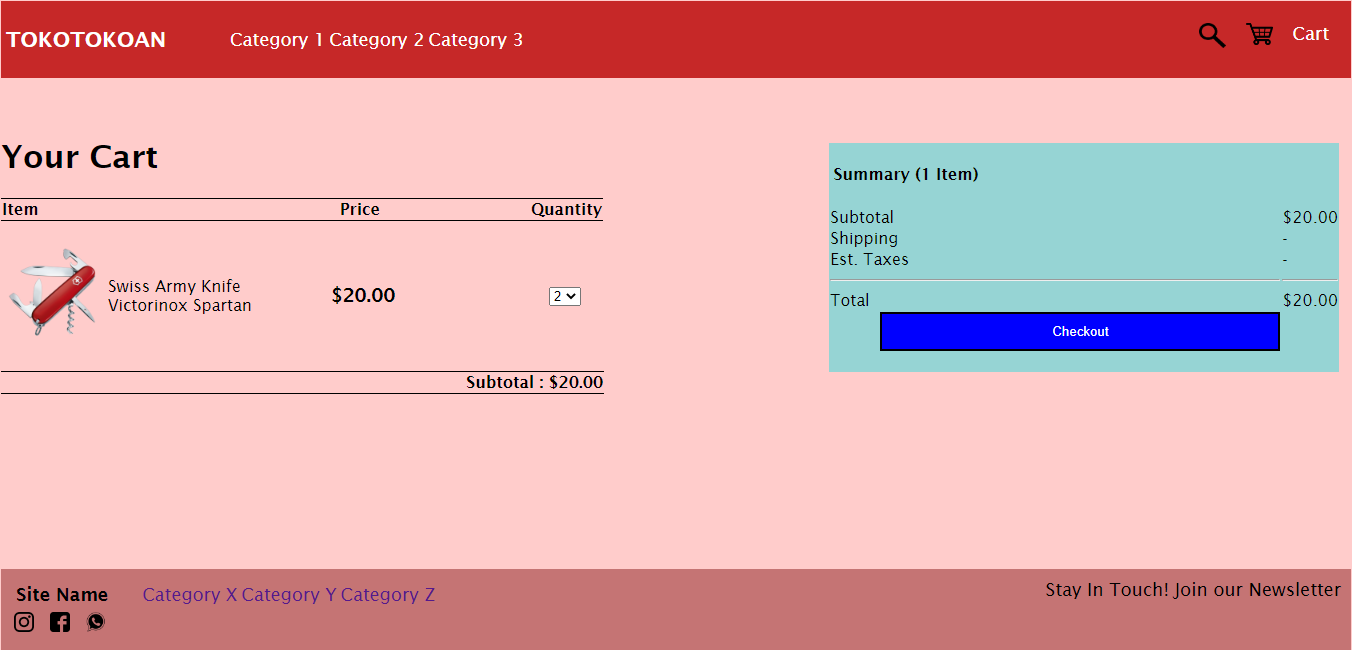 TOKOTOKOAN
Category 1 Category 2 Category 3
Cart
Your Cart
Item Price Quantity
Swiss Army Knife
Victorinox Spartan
$20.00
2
Subtotal : $20.00
Summary (1 Item)
Subtotal $20.00
Shipping -
Est. Taxes -
Total $20.00
Checkout
Site Name
Category X Category Y Category Z
Stay In Touch! Join our Newsletter